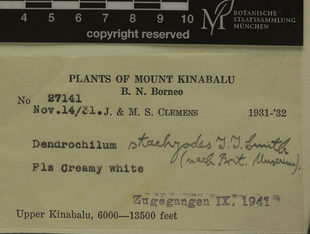 4 5 6 7 8 9 10
copyright reserved
BOTANISCHE
STAATSSAMMLUNG
MÜNCHEN
PLANTS OF MOUNT KINABALU
B. N. Borneo
No 27141
Nov.14/31. J. & M. S. CLEMENS 1931-'32
Dendrochilum stachyodes J.J. Smith
(nach Brit. Museum).
Fls Creamy white
Zugegangen IX. 1941
Upper Kinabalu, 6000—13500 feet